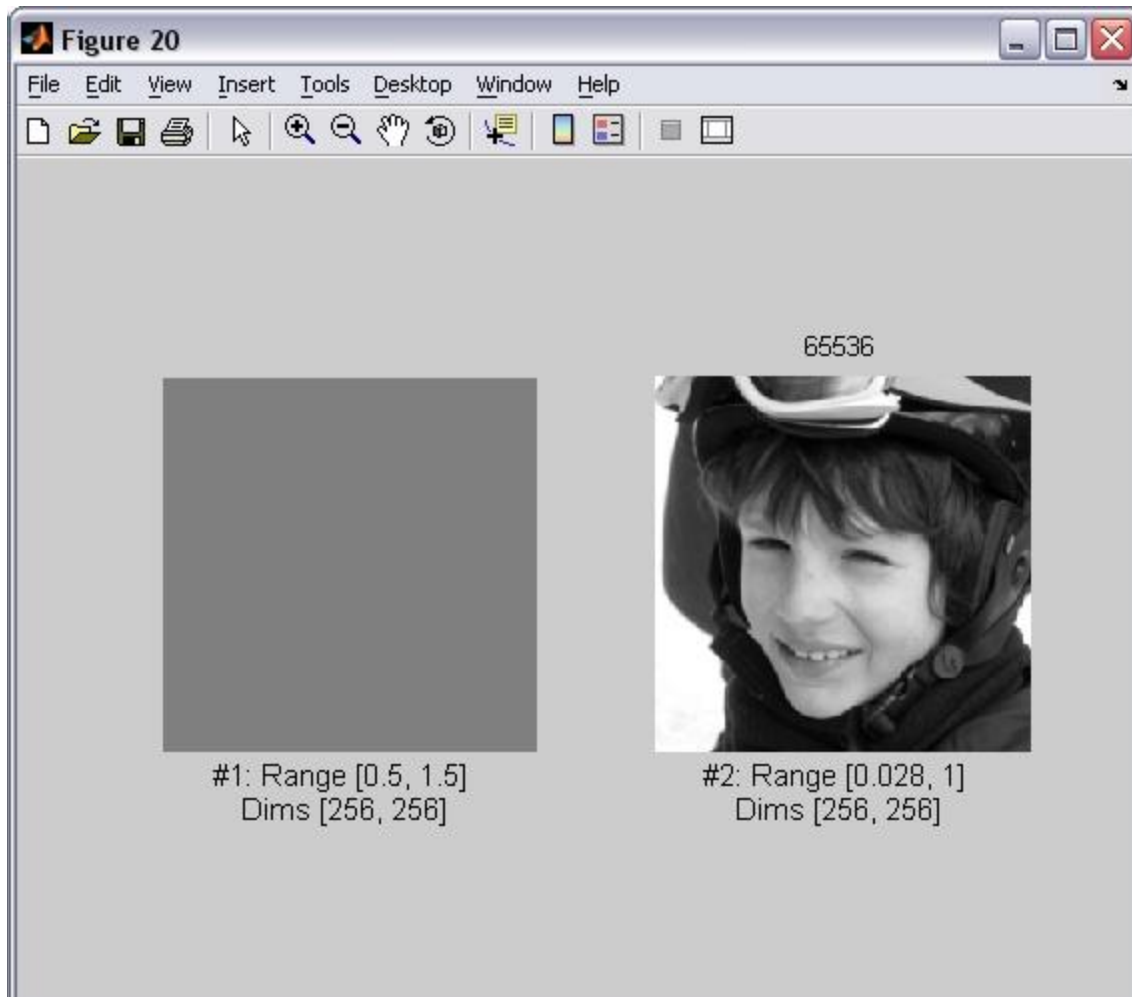 Figure 20
File Edit View Insert Tools Desktop Window Help
65536
#1: Range [0.5, 1.5]
Dims [256, 256]
#2: Range [0.028, 1]
Dims [256, 256]